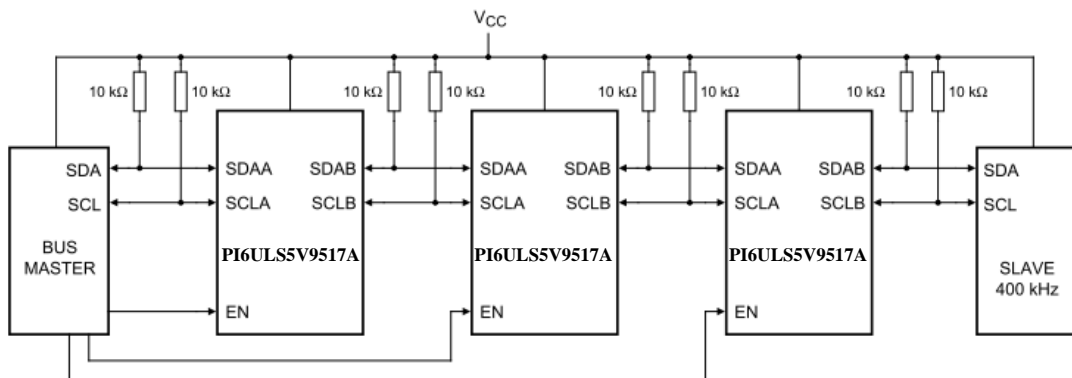 VCC
10 kΩ 10 kΩ 10 kΩ 10 kΩ 10 kΩ 10 kΩ 10 kΩ 10 kΩ
SDA SDAA SDAB SDAA SDAB SDAA SDAB SDA
SCL SCLA SCLB SCLA SCLB SCLA SCLB SCL
BUS
MASTER
PI6ULS5V9517A PI6ULS5V9517A PI6ULS5V9517A
SLAVE
400 kHz
EN EN EN